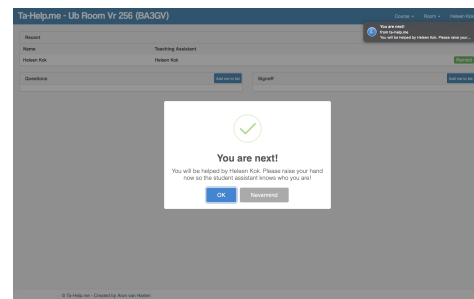 Ta-Help.me - Ub Room Vr 256 (BA3GV)
Course
Room
Heleen Kok
You are next!
from ta-help.me
You will be helped by Heleen Kok. Please raise your...
Recent
Name Teaching Assistant
Heleen Kok Heleen Kok
Questions
Add me to list
Signoff
Add me to list
You are next!
You will be helped by Heleen Kok. Please raise your hand
now so the student assistant knows who you are!
OK Nevermind
© Ta-Help.me - Created by Aron van Harten